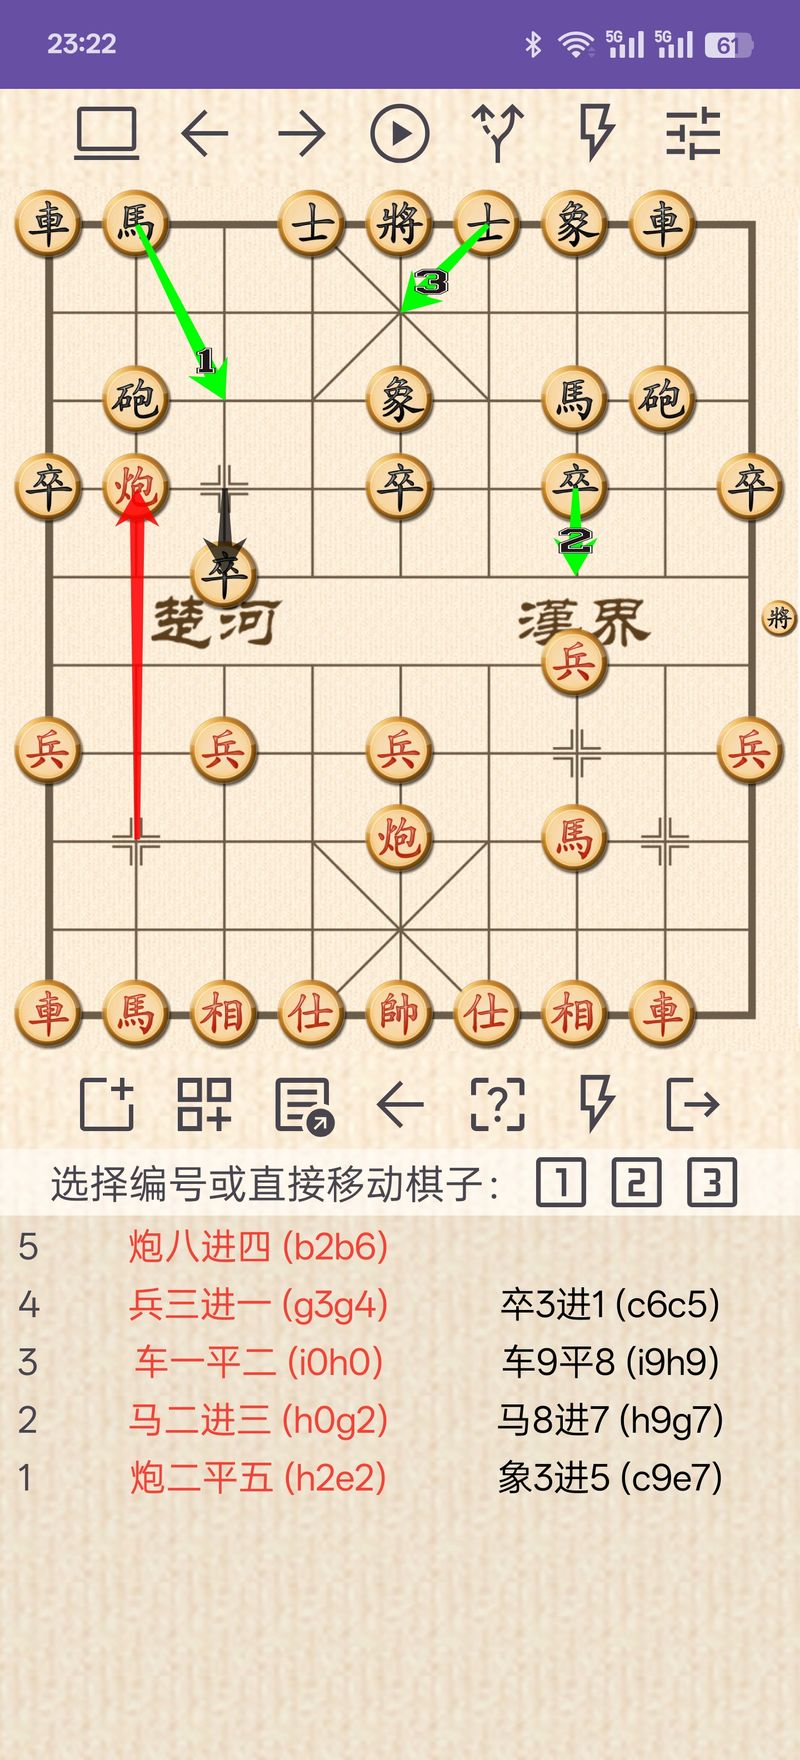 23:22
5G 5G 61
車 馬 士 將 士 象 車
3
1
砲 象 馬 砲
卒 炮 卒 卒 卒
2
卒
楚河 漢界
將
兵
兵 兵 兵 兵
炮 馬
車 馬 相 仕 帥 仕 相 車
选择编号或直接移动棋子： 1 2 3
5 炮八进四 (b2b6)
4 兵三进一 (g3g4) 卒3进1 (c6c5)
3 车一平二 (i0h0) 车9平8 (i9h9)
2 马二进三 (h0g2) 马8进7 (h9g7)
1 炮二平五 (h2e2) 象3进5 (c9e7)